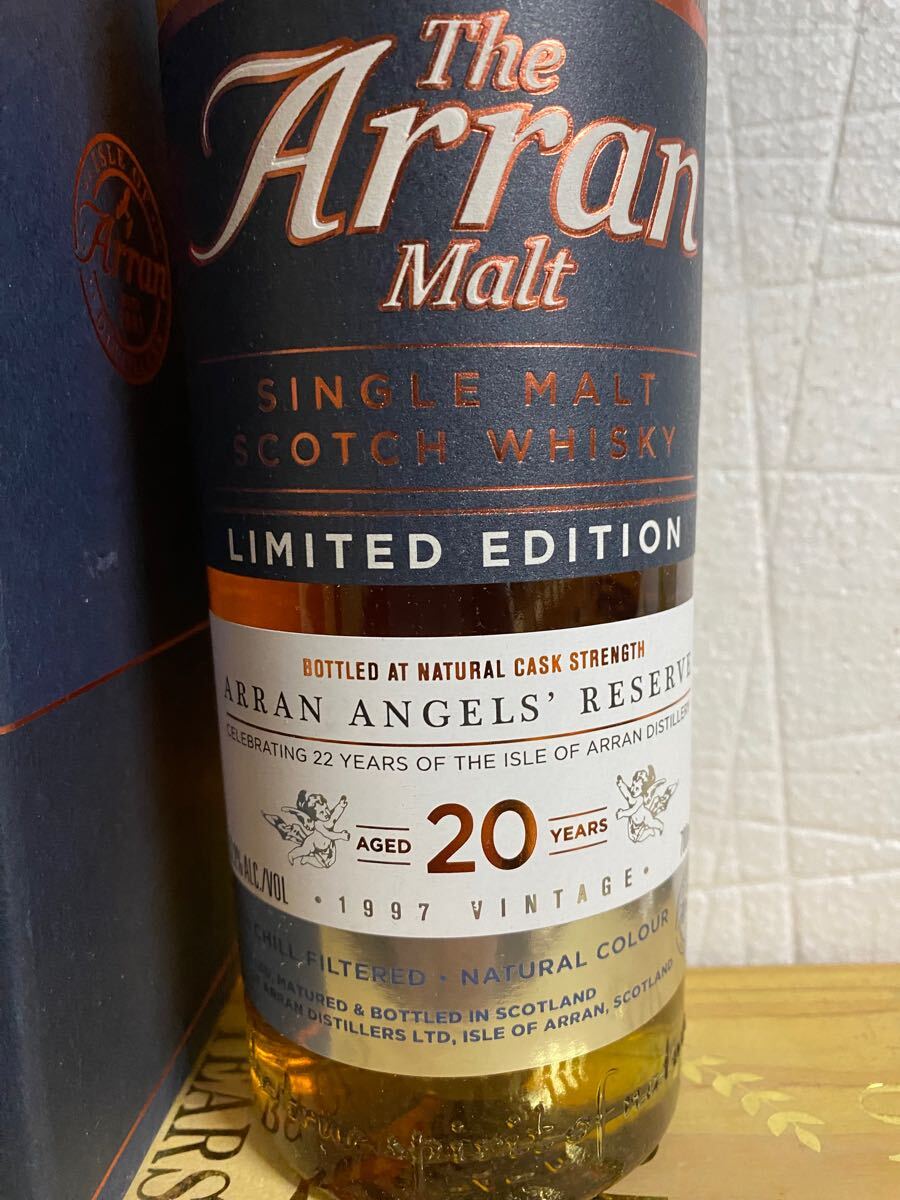 The
Arran
Malt
SINGLE MALT
SCOTCH WHISKY
LIMITED EDITION
BOTTLED AT NATURAL CASK STRENGTH
ARRAN ANGELS' RESERVE
CELEBRATING 22 YEARS OF THE ISLE OF ARRAN DISTILLERY
AGED 20 YEARS
% ALC./VOL
• 1997 VINTAGE •
CHILL FILTERED • NATURAL COLOUR
MATURED & BOTTLED IN SCOTLAND
ARRAN DISTILLERS LTD, ISLE OF ARRAN, SCOTLAND
ISLE OF
Arran
YEARS